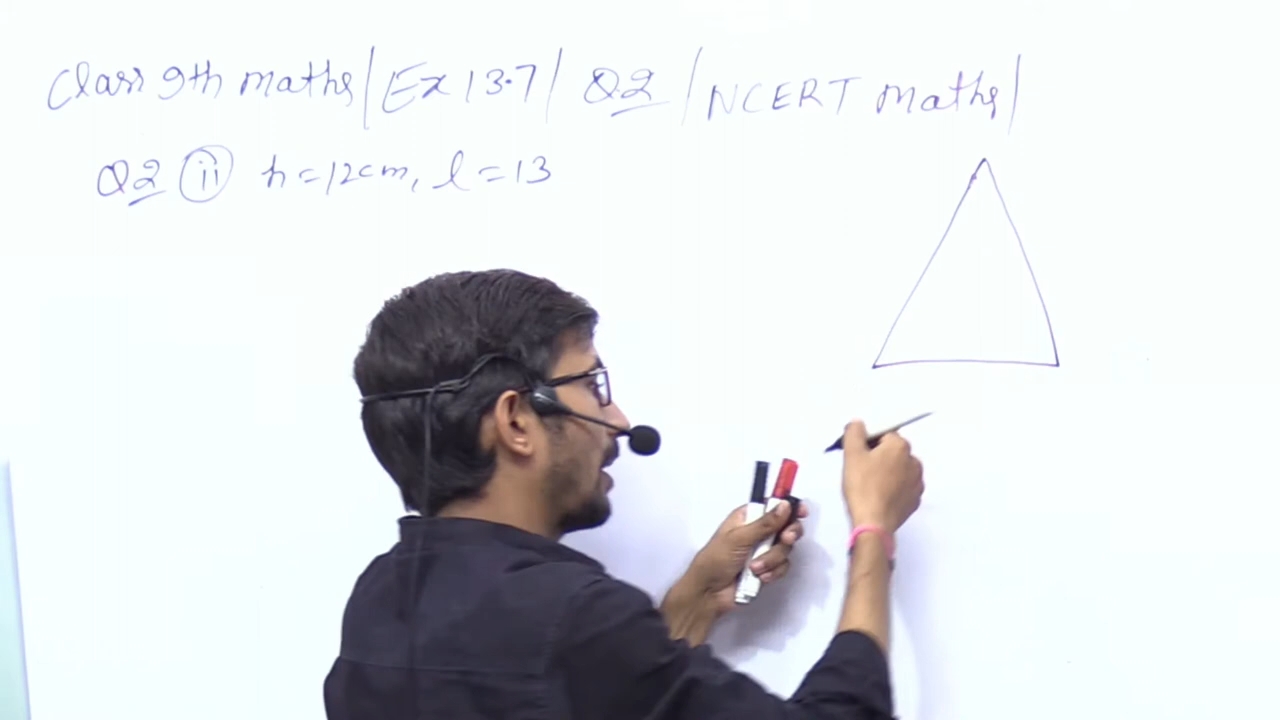 Class 9th maths | Ex 13.7 | Q2 | NCERT maths |
Q2 (ii) h = 12cm, l = 13